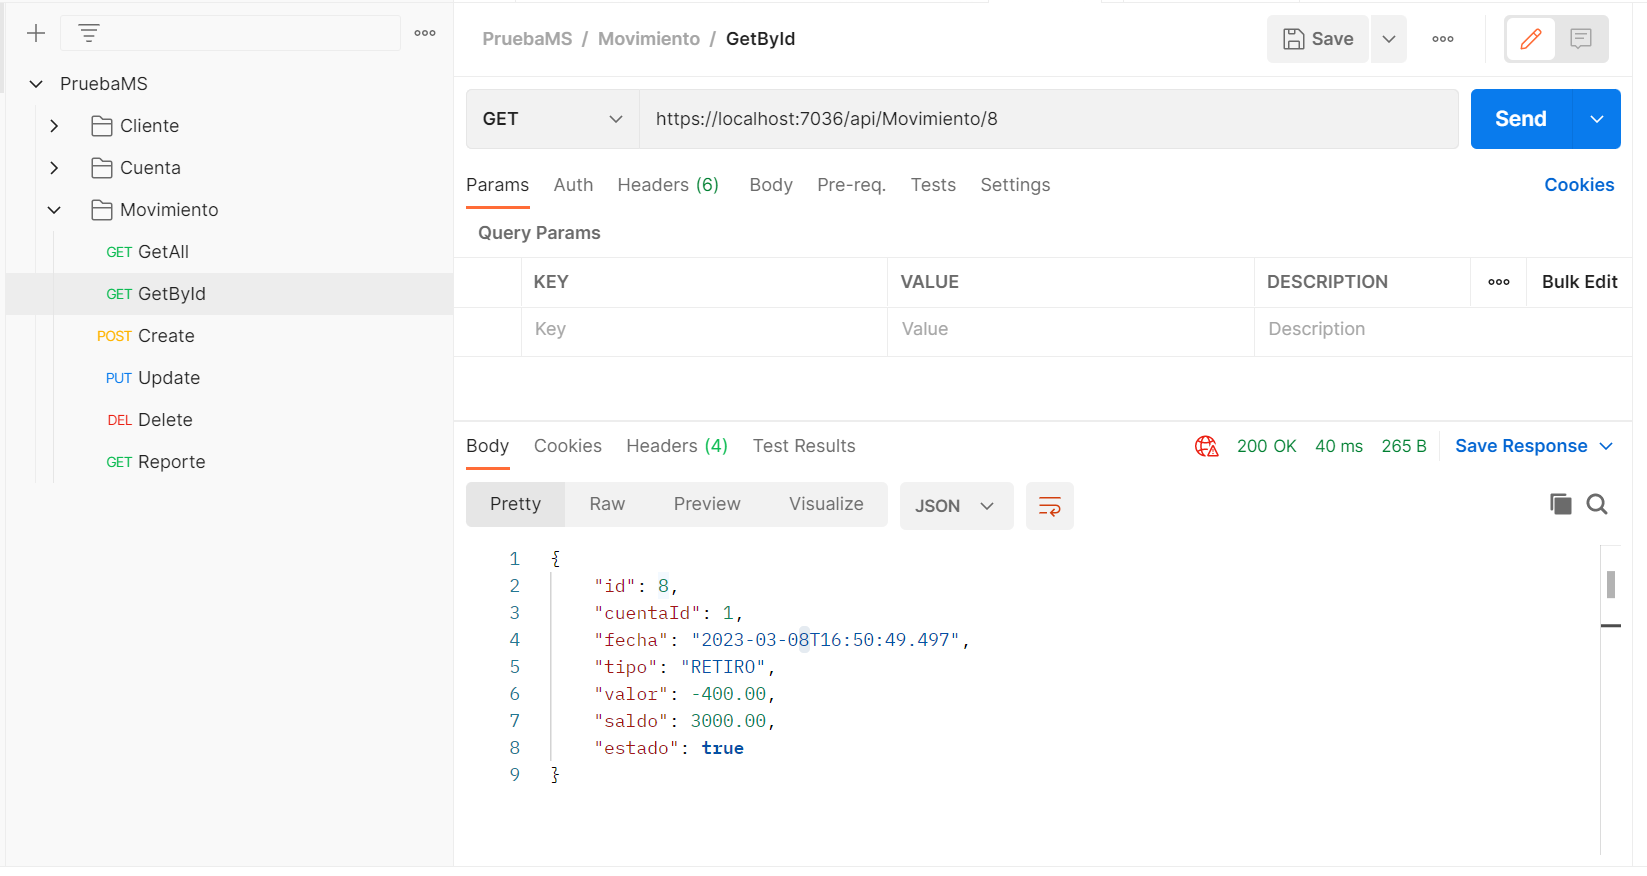 PruebaMS
Cliente
Cuenta
Movimiento
GET GetAll
GET GetById
POST Create
PUT Update
DEL Delete
GET Reporte
PruebaMS / Movimiento / GetById
Save
GET https://localhost:7036/api/Movimiento/8 Send
Params Auth Headers (6) Body Pre-req. Tests Settings Cookies
Query Params
KEY VALUE DESCRIPTION Bulk Edit
Key Value Description
Body Cookies Headers (4) Test Results 200 OK 40 ms 265 B Save Response
Pretty Raw Preview Visualize JSON
1 {
2 "id": 8,
3 "cuentaId": 1,
4 "fecha": "2023-03-08T16:50:49.497",
5 "tipo": "RETIRO",
6 "valor": -400.00,
7 "saldo": 3000.00,
8 "estado": true
9 }